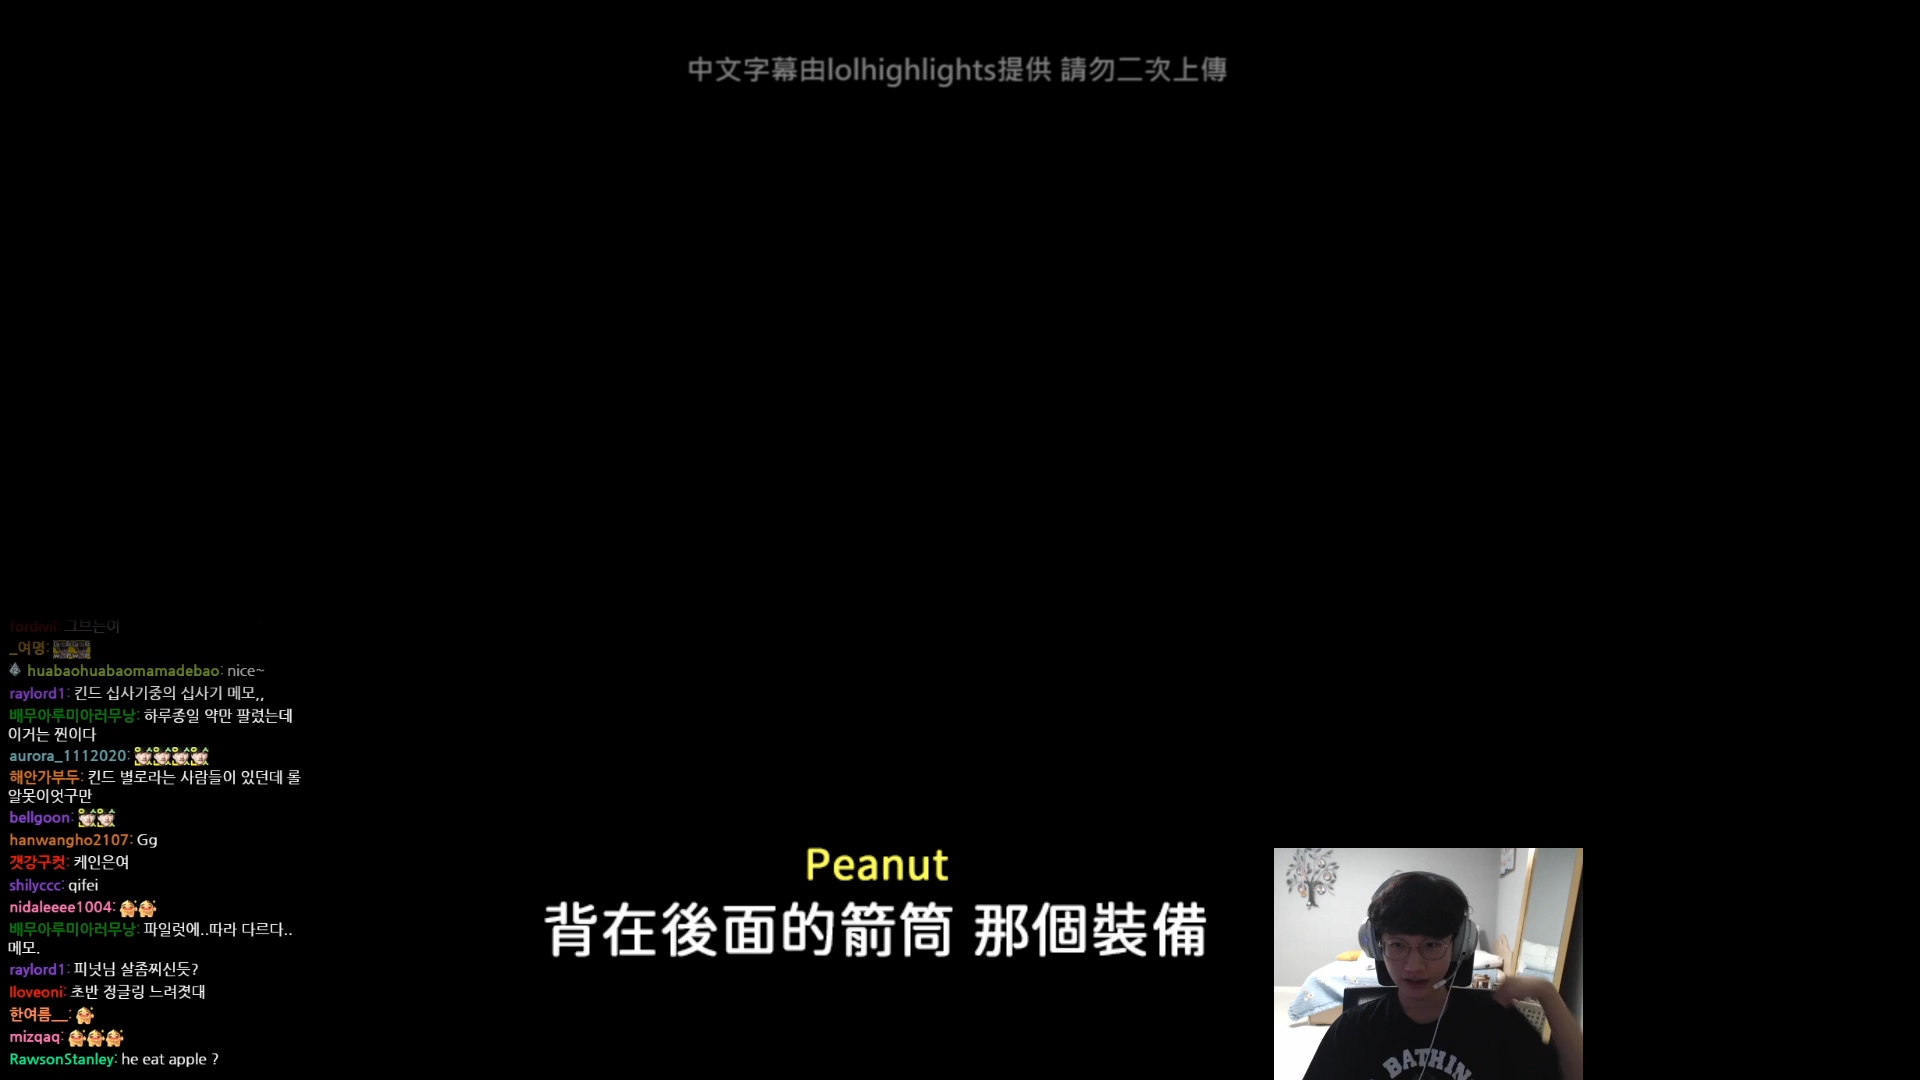 中文字幕由lolhighlights提供 請勿二次上傳
fordivil: 그브는여
_여명:
huabaohuabaomamadebao: nice~
raylord1: 킨드 십사기중의 십사기 메모,,
배무아루미아러무낭: 하루종일 약만 팔렸는데
이거는 찐이다
aurora_1112020:
해안가부두: 킨드 별로라는 사람들이 있던데 롤
알못이엇구만
bellgoon:
hanwangho2107: Gg
갯강구컷: 케인은여
shilyccc: qifei
nidaleeee1004:
배무아루미아러무낭: 파일럿에..따라 다르다..
메모.
raylord1: 피넛님 살좀찌신듯?
lloveoni: 초반 정글링 느려졋대
한여름__:
mizqaq:
RawsonStanley: he eat apple ?
Peanut
背在後面的箭筒 那個裝備
BATHIN